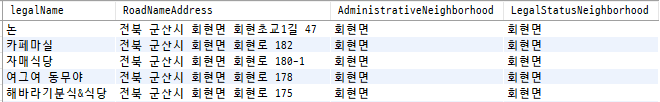 legalName RoadNameAddress AdministrativeNeighborhood LegalStatusNeighborhood
논 전북 군산시 회현면 회현초교1길 47 회현면 회현면
카페마실 전북 군산시 회현면 회현로 182 회현면 회현면
자매식당 전북 군산시 회현면 회현로 180-1 회현면 회현면
여그여 동무야 전북 군산시 회현면 회현로 178 회현면 회현면
해바라기분식&식당 전북 군산시 회현면 회현로 175 회현면 회현면